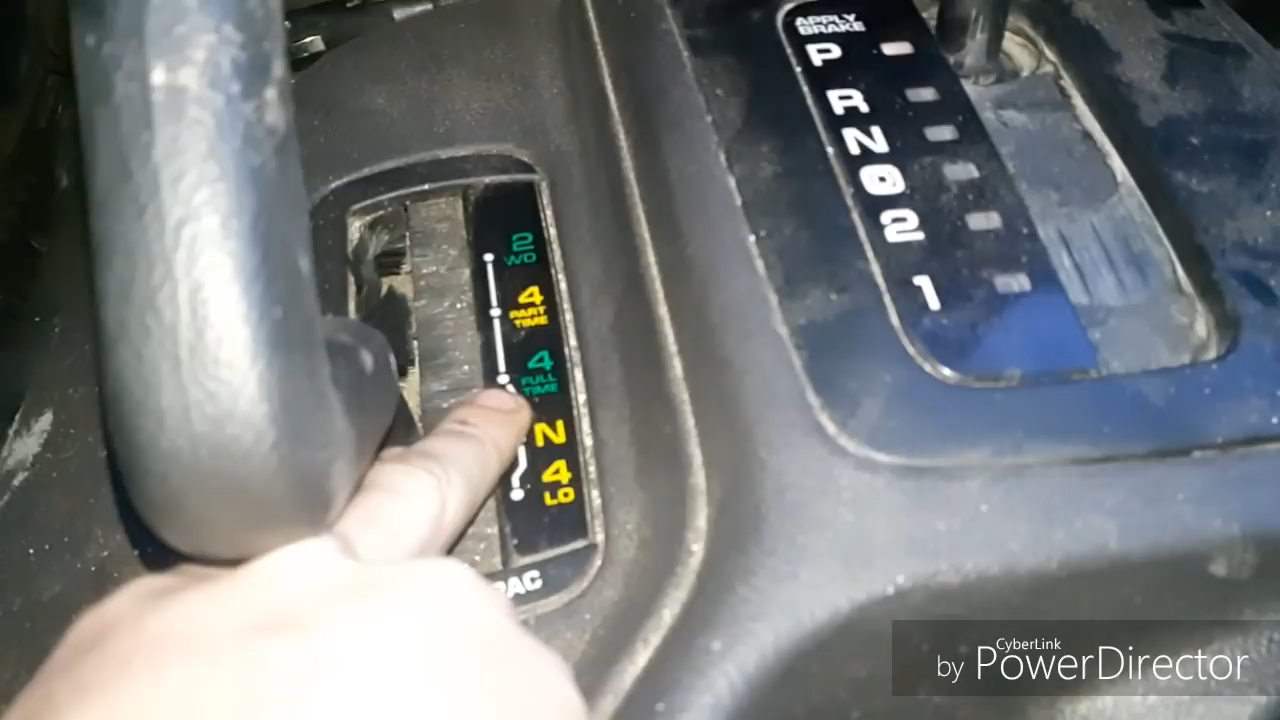 APPLY
BRAKE
P
R
N
D
2
1
2
WD
4
PART
TIME
4
FULL
TIME
N
4
LO
CyberLink
by PowerDirector